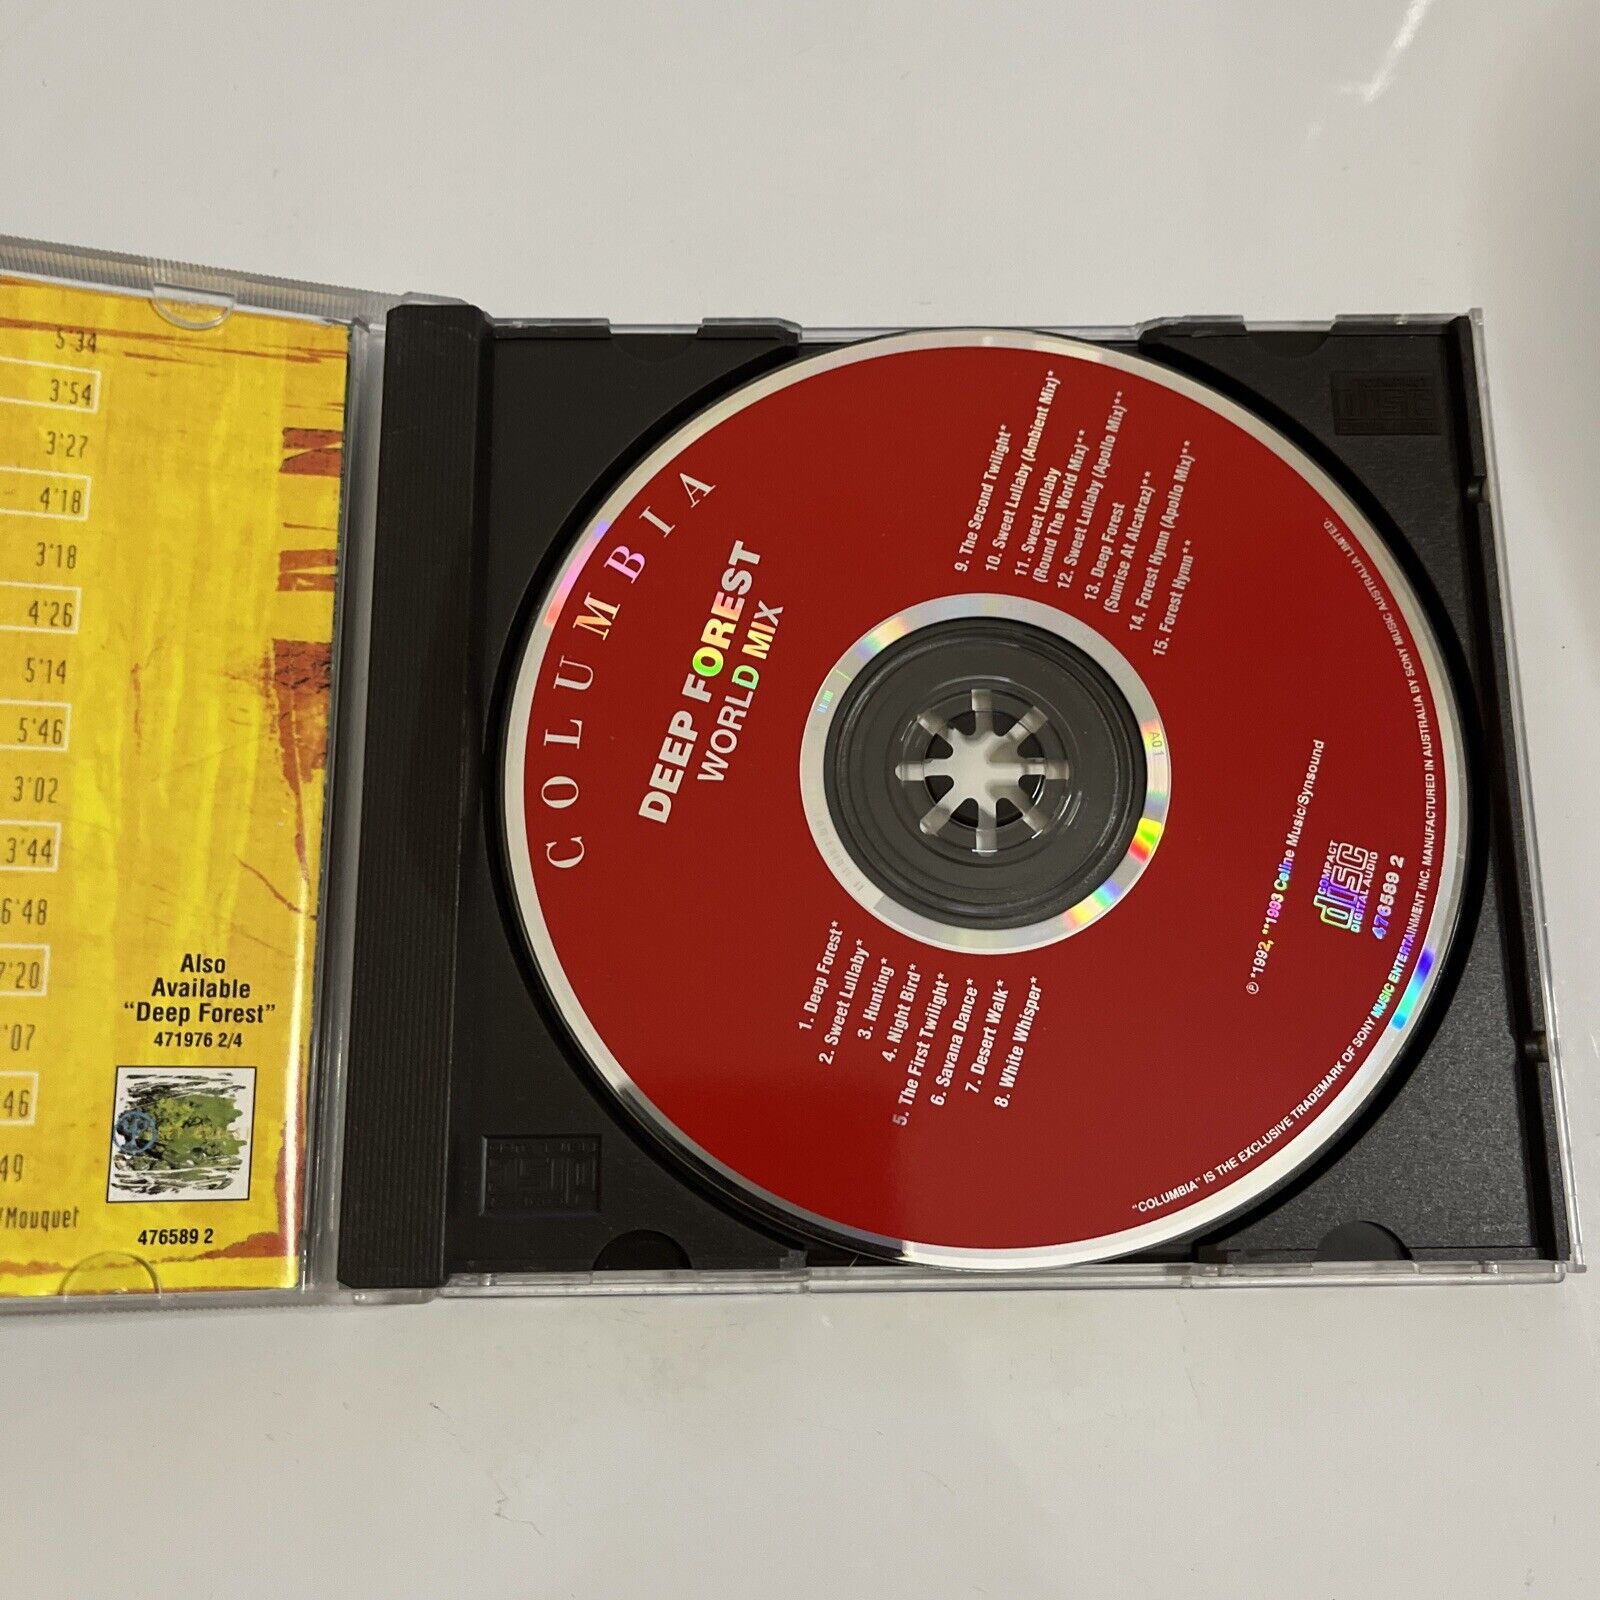 5'34
3'54
3'27
4'18
3'18
4'26
5'14
5'46
3'02
3'44
6'48
7'20
'07
'46
49
/Mouquet
Also
Available
“Deep Forest”
471976 2/4
476589 2
COLUMBIA
DEEP FOREST
WORLD MIX
1. Deep Forest*
2. Sweet Lullaby*
3. Hunting*
4. Night Bird*
5. The First Twilight*
6. Savana Dance*
7. Desert Walk*
8. White Whisper*
9. The Second Twilight*
10. Sweet Lullaby (Ambient Mix)*
11. Sweet Lullaby
(Round The World Mix)**
12. Sweet Lullaby (Apollo Mix)**
13. Deep Forest
(Sunrise At Alcatraz)**
14. Forest Hymn (Apollo Mix)**
15. Forest Hymn**
A01
℗ *1992, **1993 Celine Music/Synsound
COMPACT
disc
DIGITAL AUDIO
476589 2
"COLUMBIA" IS THE EXCLUSIVE TRADEMARK OF SONY MUSIC ENTERTAINMENT INC. MANUFACTURED IN AUSTRALIA BY SONY MUSIC AUSTRALIA LIMITED.